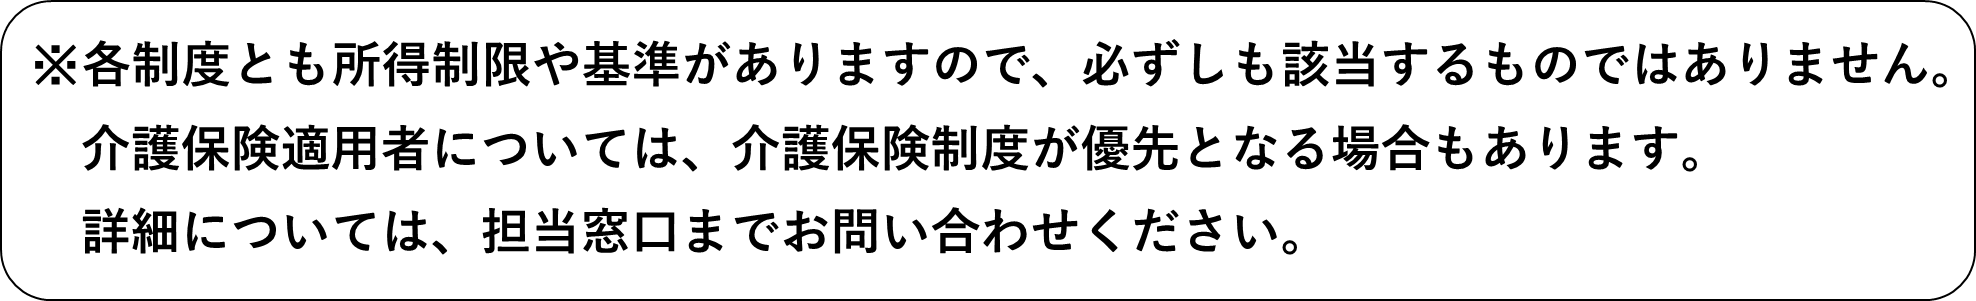 ※各制度とも所得制限や基準がありますので、必ずしも該当するものではありません。
介護保険適用者については、介護保険制度が優先となる場合もあります。
詳細については、担当窓口までお問い合わせください。